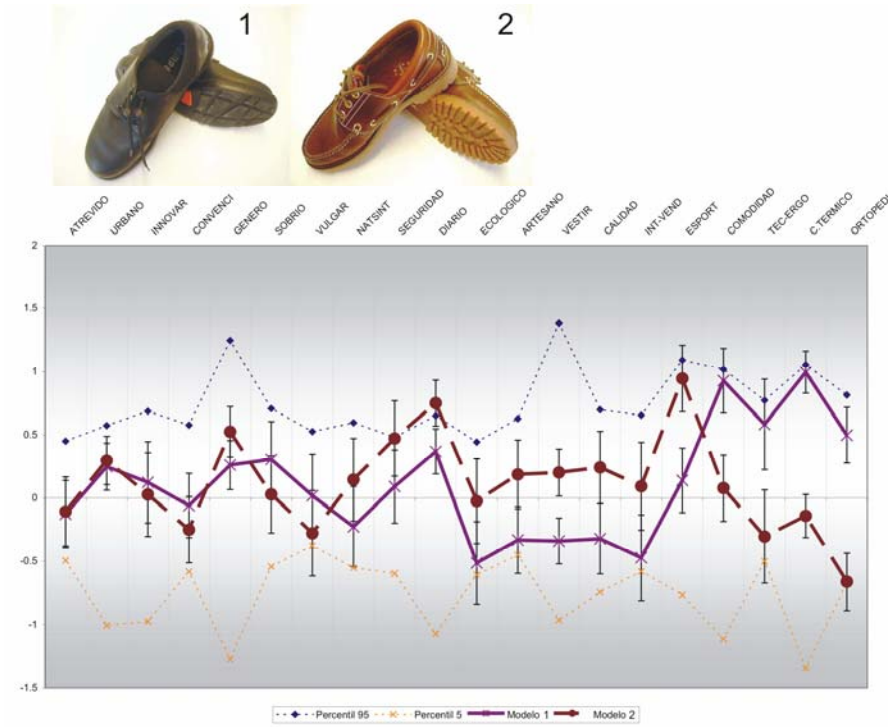 1
2
ATREVIDO
URBANO
INNOVAR
CONVENCI
GENERO
SOBRIO
VULGAR
NATSINT
SEGURIDAD
DIARIO
ECOLOGICO
ARTESANO
VESTIR
CALIDAD
INT-VEND
ESPORT
COMODIDAD
TEC-ERGO
C.TERMICO
ORTOPEDI
2
1.5
1
0.5
0
-0.5
-1
-1.5
Percentil 95 Percentil 5 Modelo 1 Modelo 2